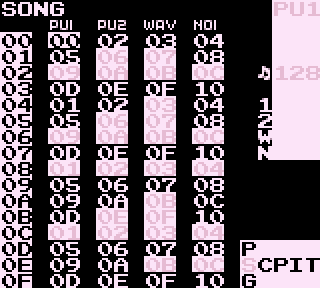 SONG PU1
PU1 PU2 WAV NOI
00 00 02 03 04
01 05 06 07 08
02 09 0A 0B 0C ♪128
03 0D 0E 0F 10
04 01 02 03 04 1
05 05 06 07 08 2
06 09 0A 0B 0C W
07 0D 0E 0F 10 N
08 01 02 03 04
09 05 06 07 08
0A 09 0A 0B 0C
0B 0D 0E 0F 10
0C 01 02 03 04
0D 05 06 07 08 P
0E 09 0A 0B 0C SCPIT
0F 0D 0E 0F 10 G